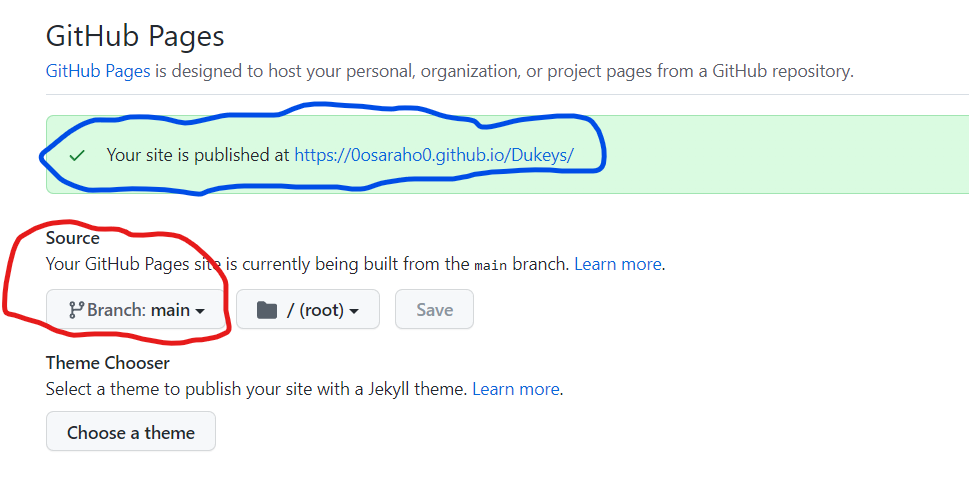 GitHub Pages
GitHub Pages is designed to host your personal, organization, or project pages from a GitHub repository.
Your site is published at https://0osaraho0.github.io/Dukeys/
Source
Your GitHub Pages site is currently being built from the main branch. Learn more.
Branch: main / (root) Save
Theme Chooser
Select a theme to publish your site with a Jekyll theme. Learn more.
Choose a theme